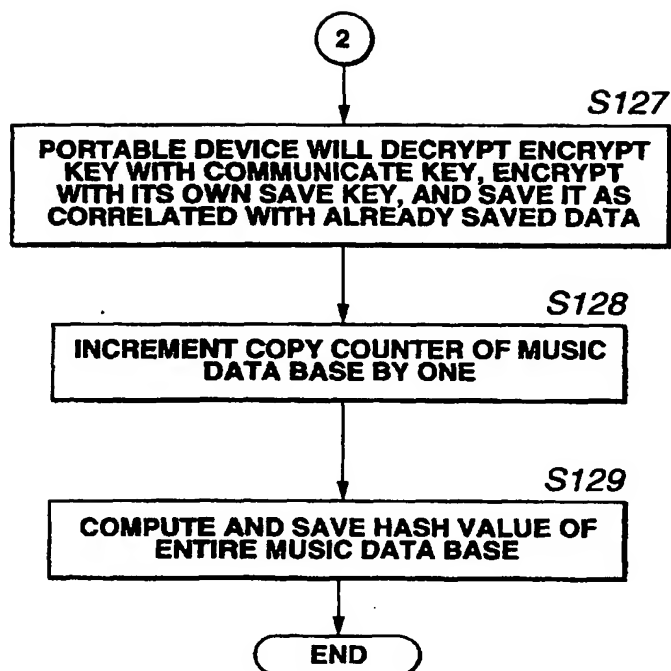 2
S127
PORTABLE DEVICE WILL DECRYPT ENCRYPT
KEY WITH COMMUNICATE KEY, ENCRYPT
WITH ITS OWN SAVE KEY, AND SAVE IT AS
CORRELATED WITH ALREADY SAVED DATA
S128
INCREMENT COPY COUNTER OF MUSIC
DATA BASE BY ONE
S129
COMPUTE AND SAVE HASH VALUE OF
ENTIRE MUSIC DATA BASE
END